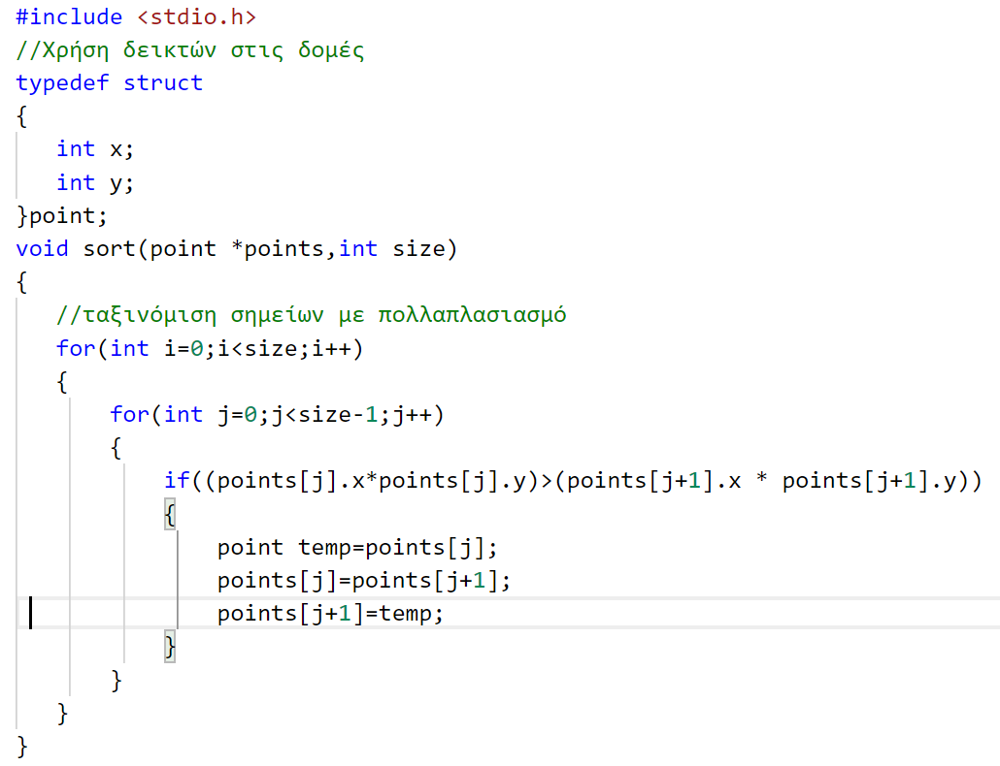 #include <stdio.h>
//Χρήση δεικτών στις δομές
typedef struct
{
int x;
int y;
}point;
void sort(point *points,int size)
{
//ταξινόμιση σημείων με πολλαπλασιασμό
for(int i=0;i<size;i++)
{
for(int j=0;j<size-1;j++)
{
if((points[j].x*points[j].y)>(points[j+1].x * points[j+1].y))
{
point temp=points[j];
points[j]=points[j+1];
points[j+1]=temp;
}
}
}
}